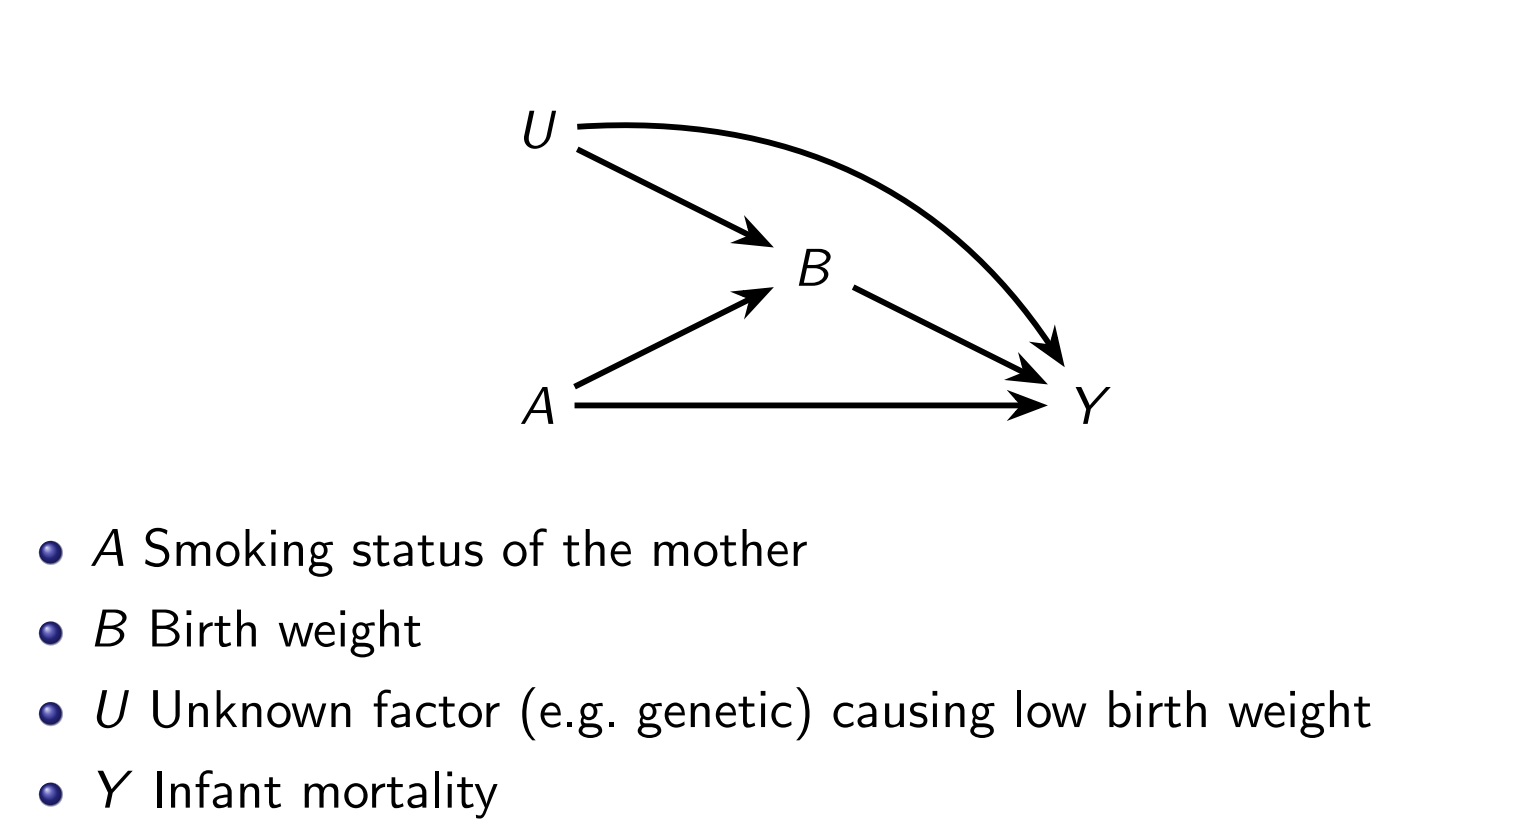 U
B
A Y
A Smoking status of the mother
B Birth weight
U Unknown factor (e.g. genetic) causing low birth weight
Y Infant mortality